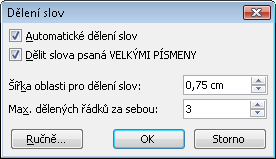 Dělení slov
Automatické dělení slov
Dělit slova psaná VELKÝMI PÍSMENY
Šířka oblasti pro dělení slov: 0,75 cm
Max. dělených řádků za sebou: 3
Ručně... OK Storno